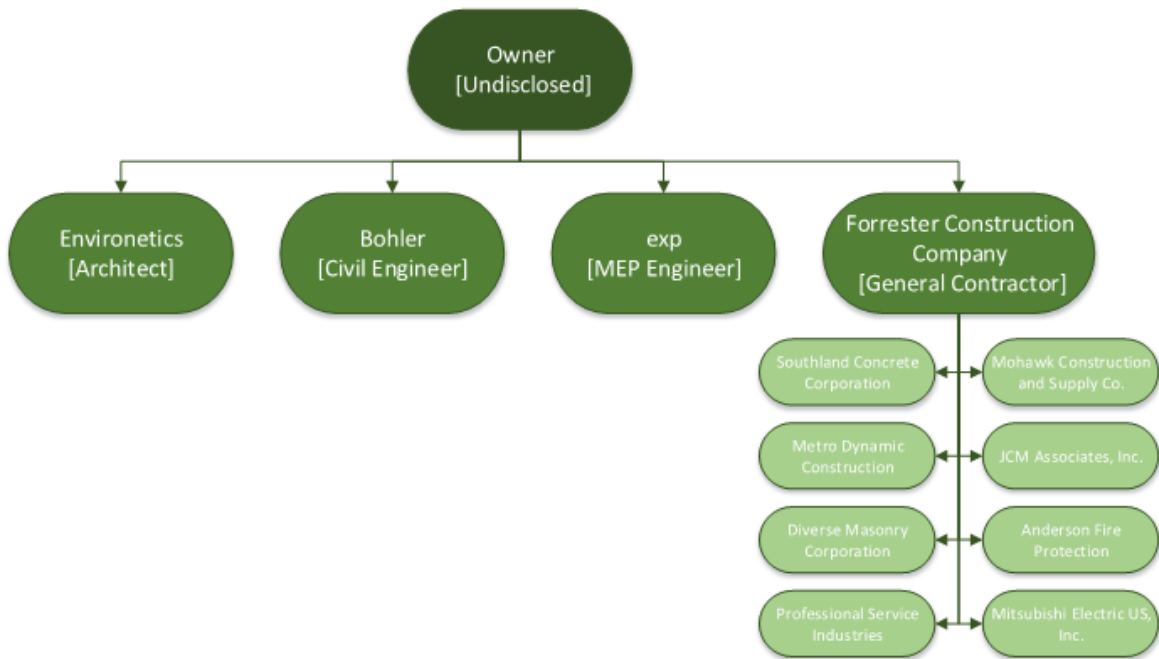 Owner
[Undisclosed]
Environetics
[Architect]
Bohler
[Civil Engineer]
exp
[MEP Engineer]
Forrester Construction
Company
[General Contractor]
Southland Concrete
Corporation
Mohawk Construction
and Supply Co.
Metro Dynamic
Construction
JCM Associates, Inc.
Diverse Masonry
Corporation
Anderson Fire
Protection
Professional Service
Industries
Mitsubishi Electric US,
Inc.